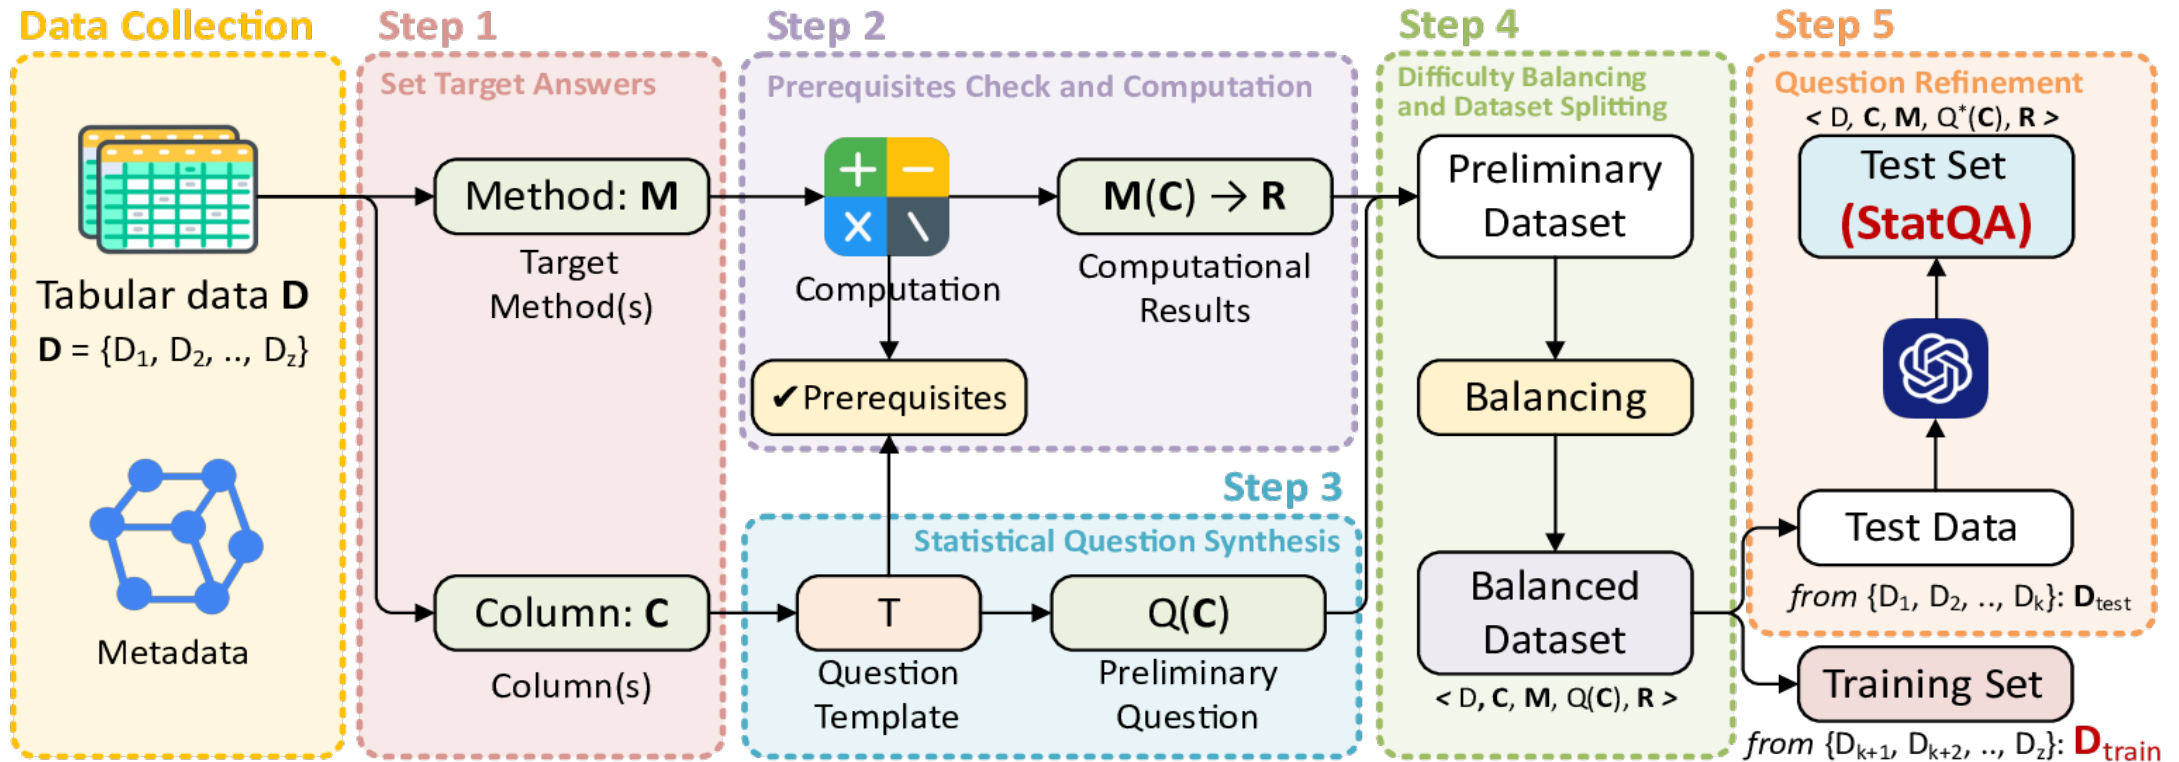 Data Collection
Tabular data D
D = {D1, D2, .., Dz}
Metadata
Step 1
Set Target Answers
Method: M
Target
Method(s)
Column: C
Column(s)
Step 2
Prerequisites Check and Computation
Computation
M(C) → R
Computational
Results
✔Prerequisites
Step 3
Statistical Question Synthesis
T
Question
Template
Q(C)
Preliminary
Question
Step 4
Difficulty Balancing
and Dataset Splitting
Preliminary
Dataset
Balancing
Balanced
Dataset
< D, C, M, Q(C), R >
Step 5
Question Refinement
< D, C, M, Q*(C), R >
Test Set
(StatQA)
Test Data
from {D1, D2, .., Dk}: Dtest
Training Set
from {Dk+1, Dk+2, .., Dz}: Dtrain